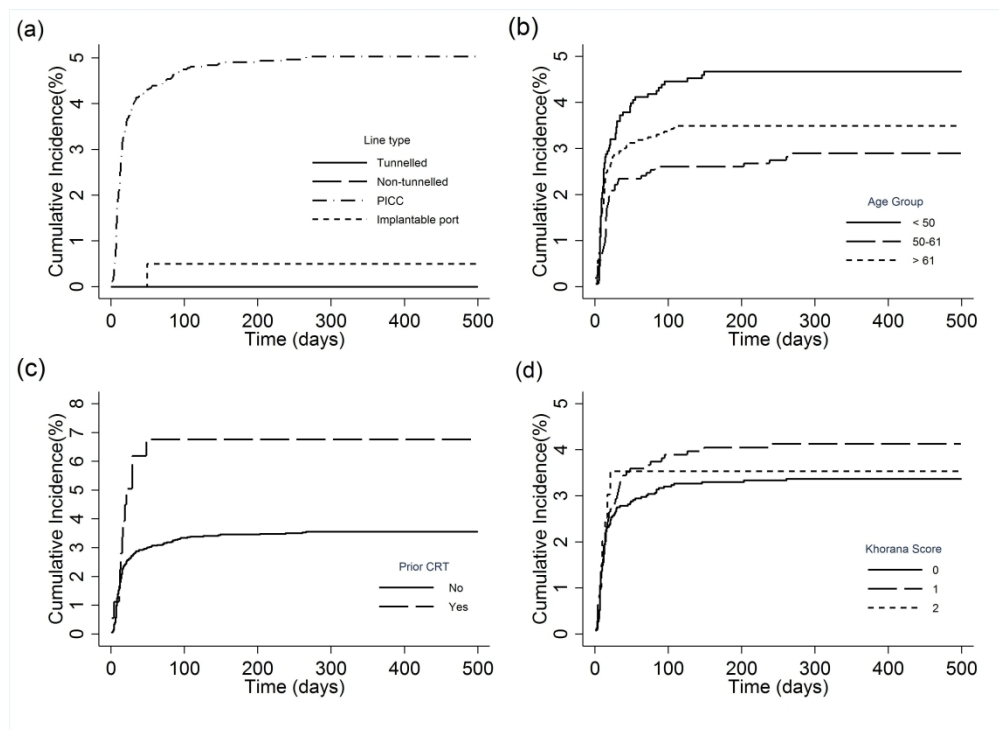 (a)
Cumulative Incidence(%)
5
4
3
2
1
0
Line type
Tunnelled
Non-tunnelled
PICC
Implantable port
0 100 200 300 400 500
Time (days)
(b)
Cumulative Incidence(%)
5
4
3
2
1
0
Age Group
< 50
50-61
> 61
0 100 200 300 400 500
Time (days)
(c)
Cumulative Incidence(%)
8
7
6
5
4
3
2
1
0
Prior CRT
No
Yes
0 100 200 300 400 500
Time (days)
(d)
Cumulative Incidence(%)
5
4
3
2
1
0
Khorana Score
0
1
2
0 100 200 300 400 500
Time (days)